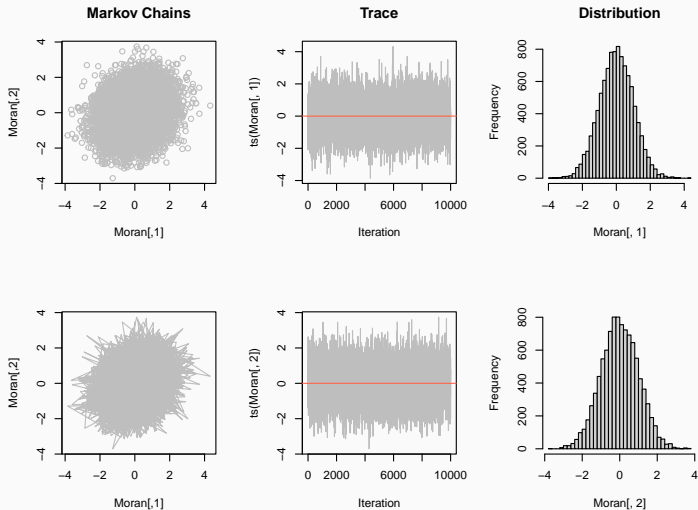 Markov Chains
Trace
Distribution
Moran[,2]
−4 −2 0 2 4
−4 −2 0 2 4
Moran[,1]
ts(Moran[, 1])
−4 −2 0 2 4
0 2000 6000 10000
Iteration
Frequency
0 200 400 600 800
−4 −2 0 2 4
Moran[, 1]
Moran[,2]
−4 −2 0 2 4
−4 −2 0 2 4
Moran[,1]
ts(Moran[, 2])
−4 −2 0 2 4
0 2000 6000 10000
Iteration
Frequency
0 200 400 600 800
−4 −2 0 2 4
Moran[, 2]